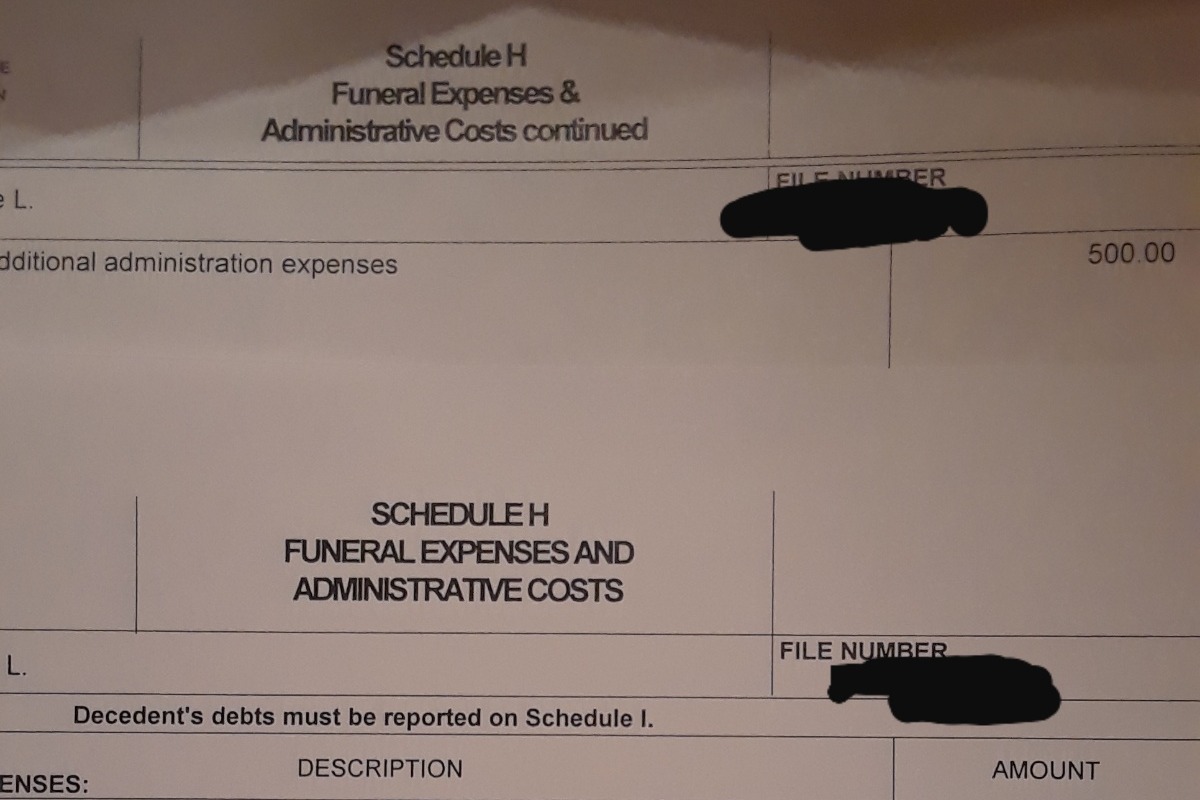 E
N
Schedule H
Funeral Expenses &
Administrative Costs continued
FILE NUMBER
e L.
dditional administration expenses
500.00
SCHEDULE H
FUNERAL EXPENSES AND
ADMINISTRATIVE COSTS
FILE NUMBER
L.
Decedent's debts must be reported on Schedule I.
DESCRIPTION
AMOUNT
ENSES: